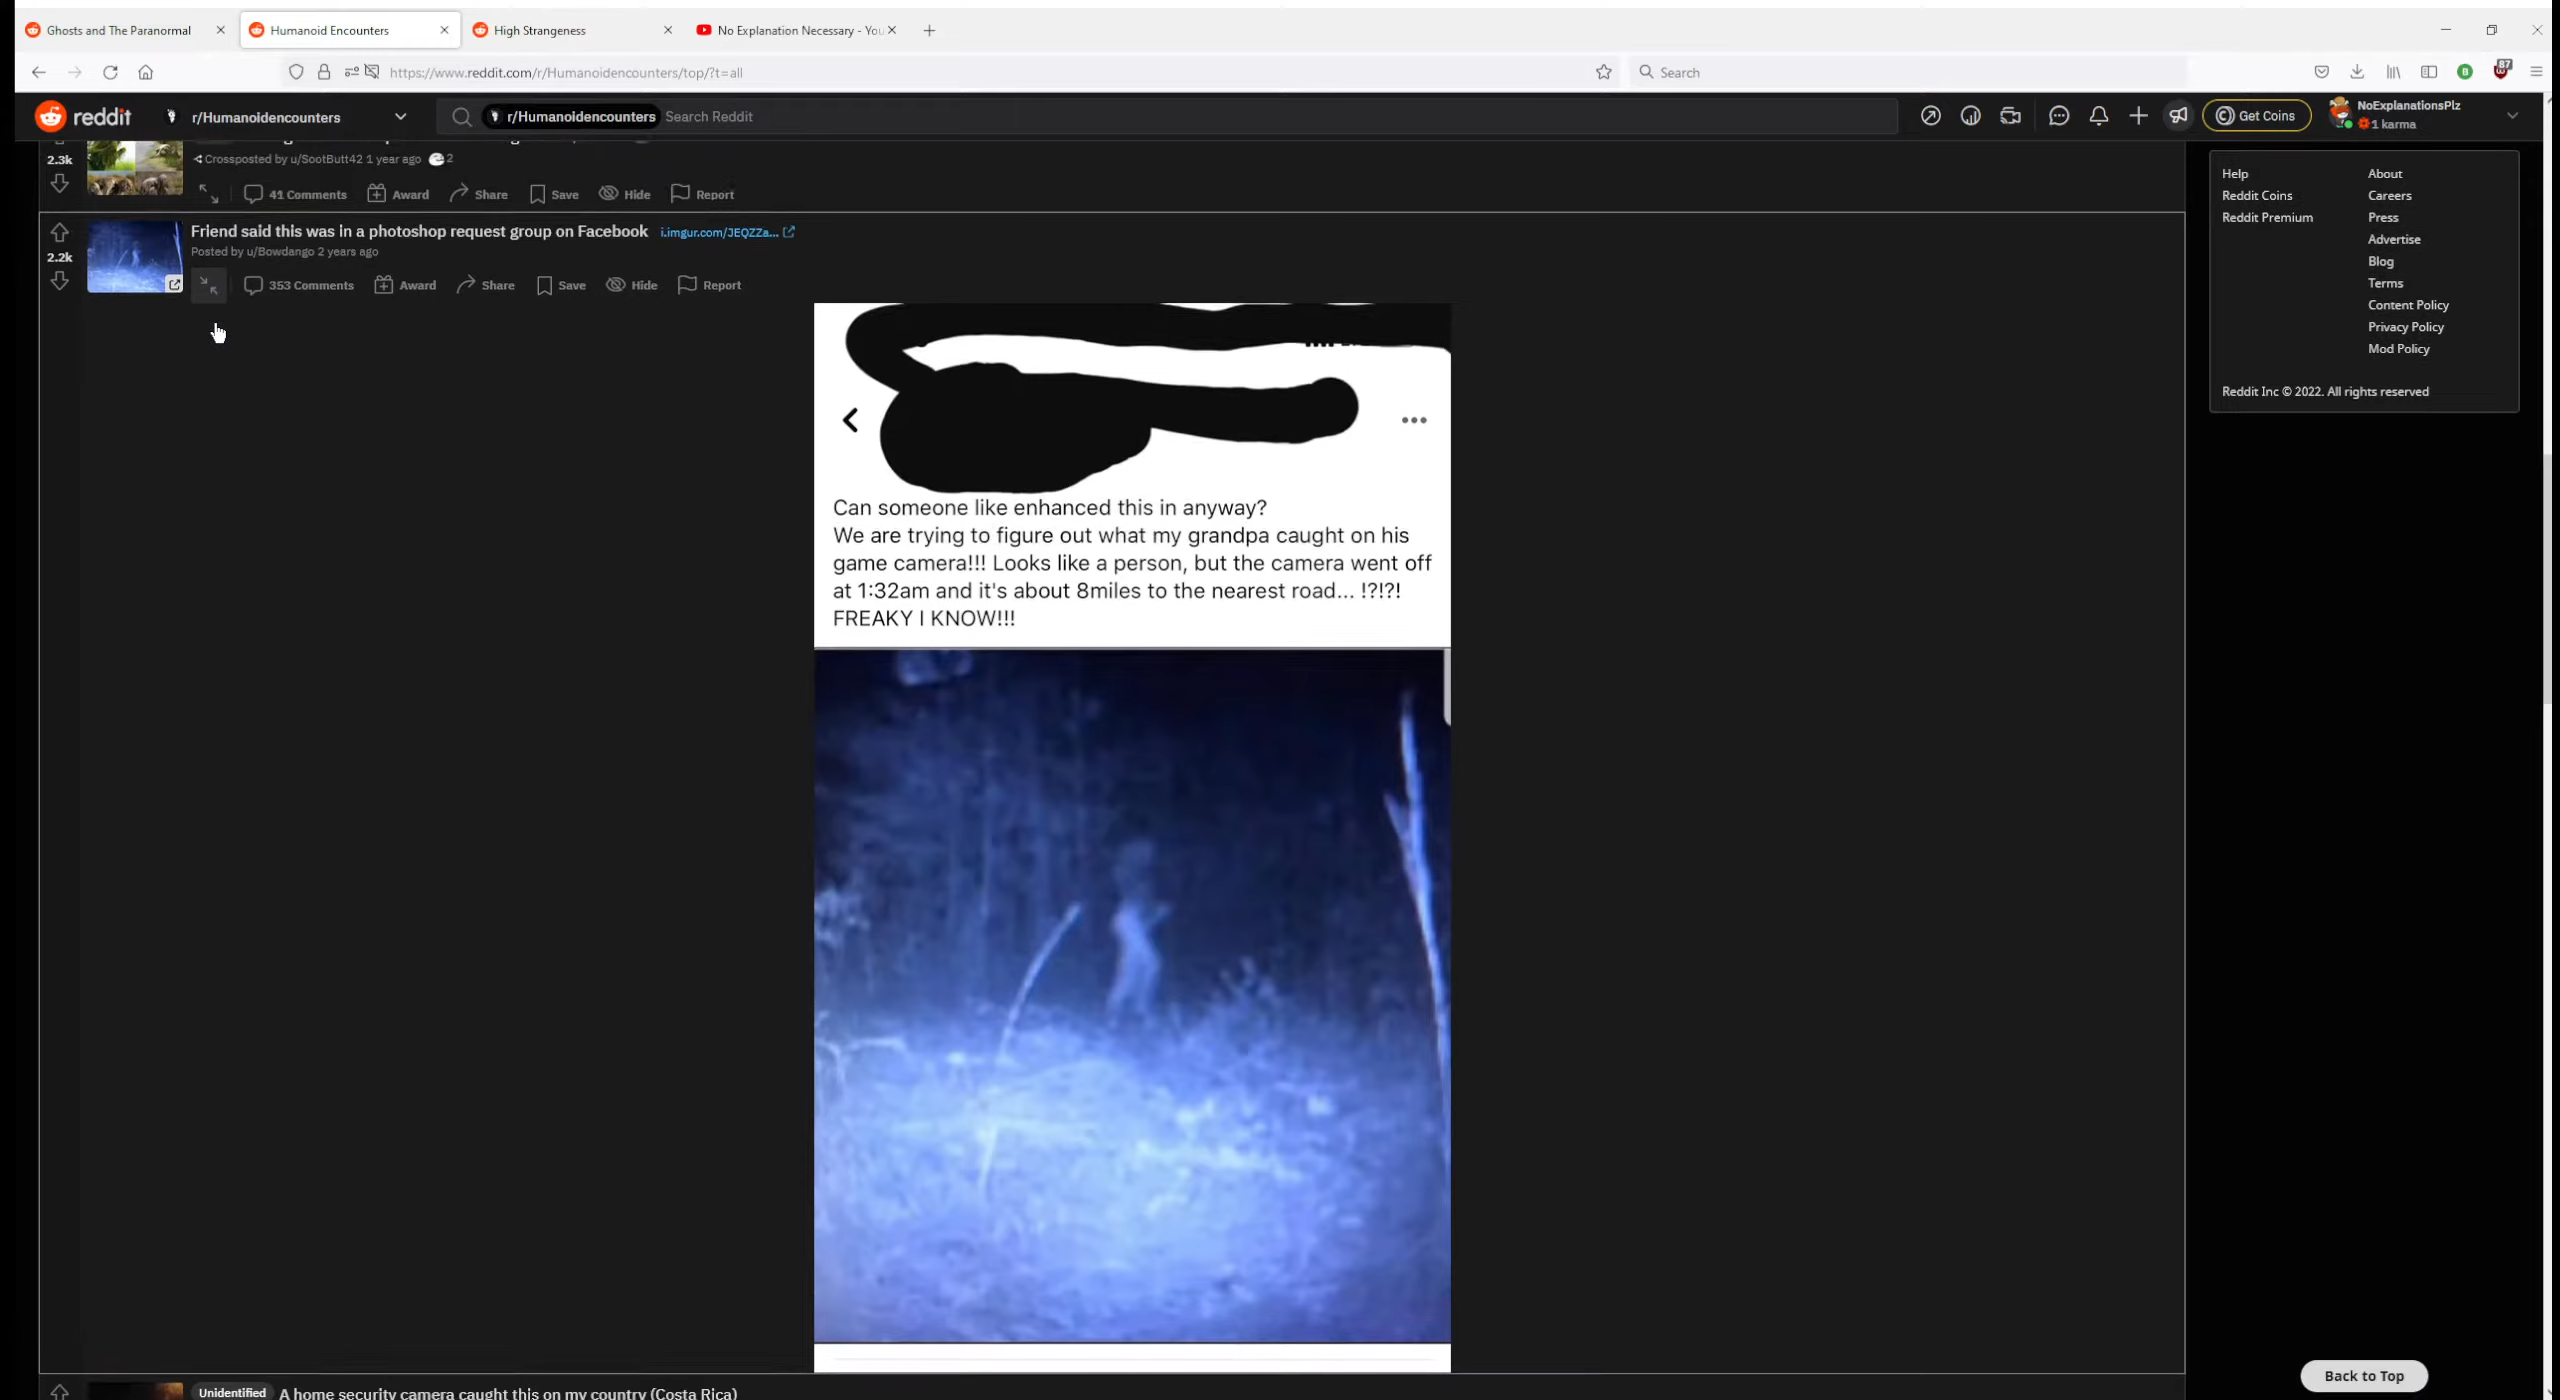 Ghosts and The Paranormal
Humanoid Encounters
High Strangeness
No Explanation Necessary - You
https://www.reddit.com/r/Humanoidencounters/top/?t=all
Search
87
reddit
r/Humanoidencounters
r/Humanoidencounters Search Reddit
Get Coins
NoExplanationsPlz
1 karma
2.3k
Crossposted by u/SootButt42 1 year ago 2
41 Comments Award Share Save Hide Report
Friend said this was in a photoshop request group on Facebook i.imgur.com/JEQZZa...
Posted by u/Bowdango 2 years ago
2.2k
353 Comments Award Share Save Hide Report
Can someone like enhanced this in anyway?
We are trying to figure out what my grandpa caught on his
game camera!!! Looks like a person, but the camera went off
at 1:32am and it's about 8miles to the nearest road... !?!?!
FREAKY I KNOW!!!
Unidentified A home security camera caught this on my country (Costa Rica)
Help About
Reddit Coins Careers
Reddit Premium Press
Advertise
Blog
Terms
Content Policy
Privacy Policy
Mod Policy
Reddit Inc © 2022. All rights reserved
Back to Top